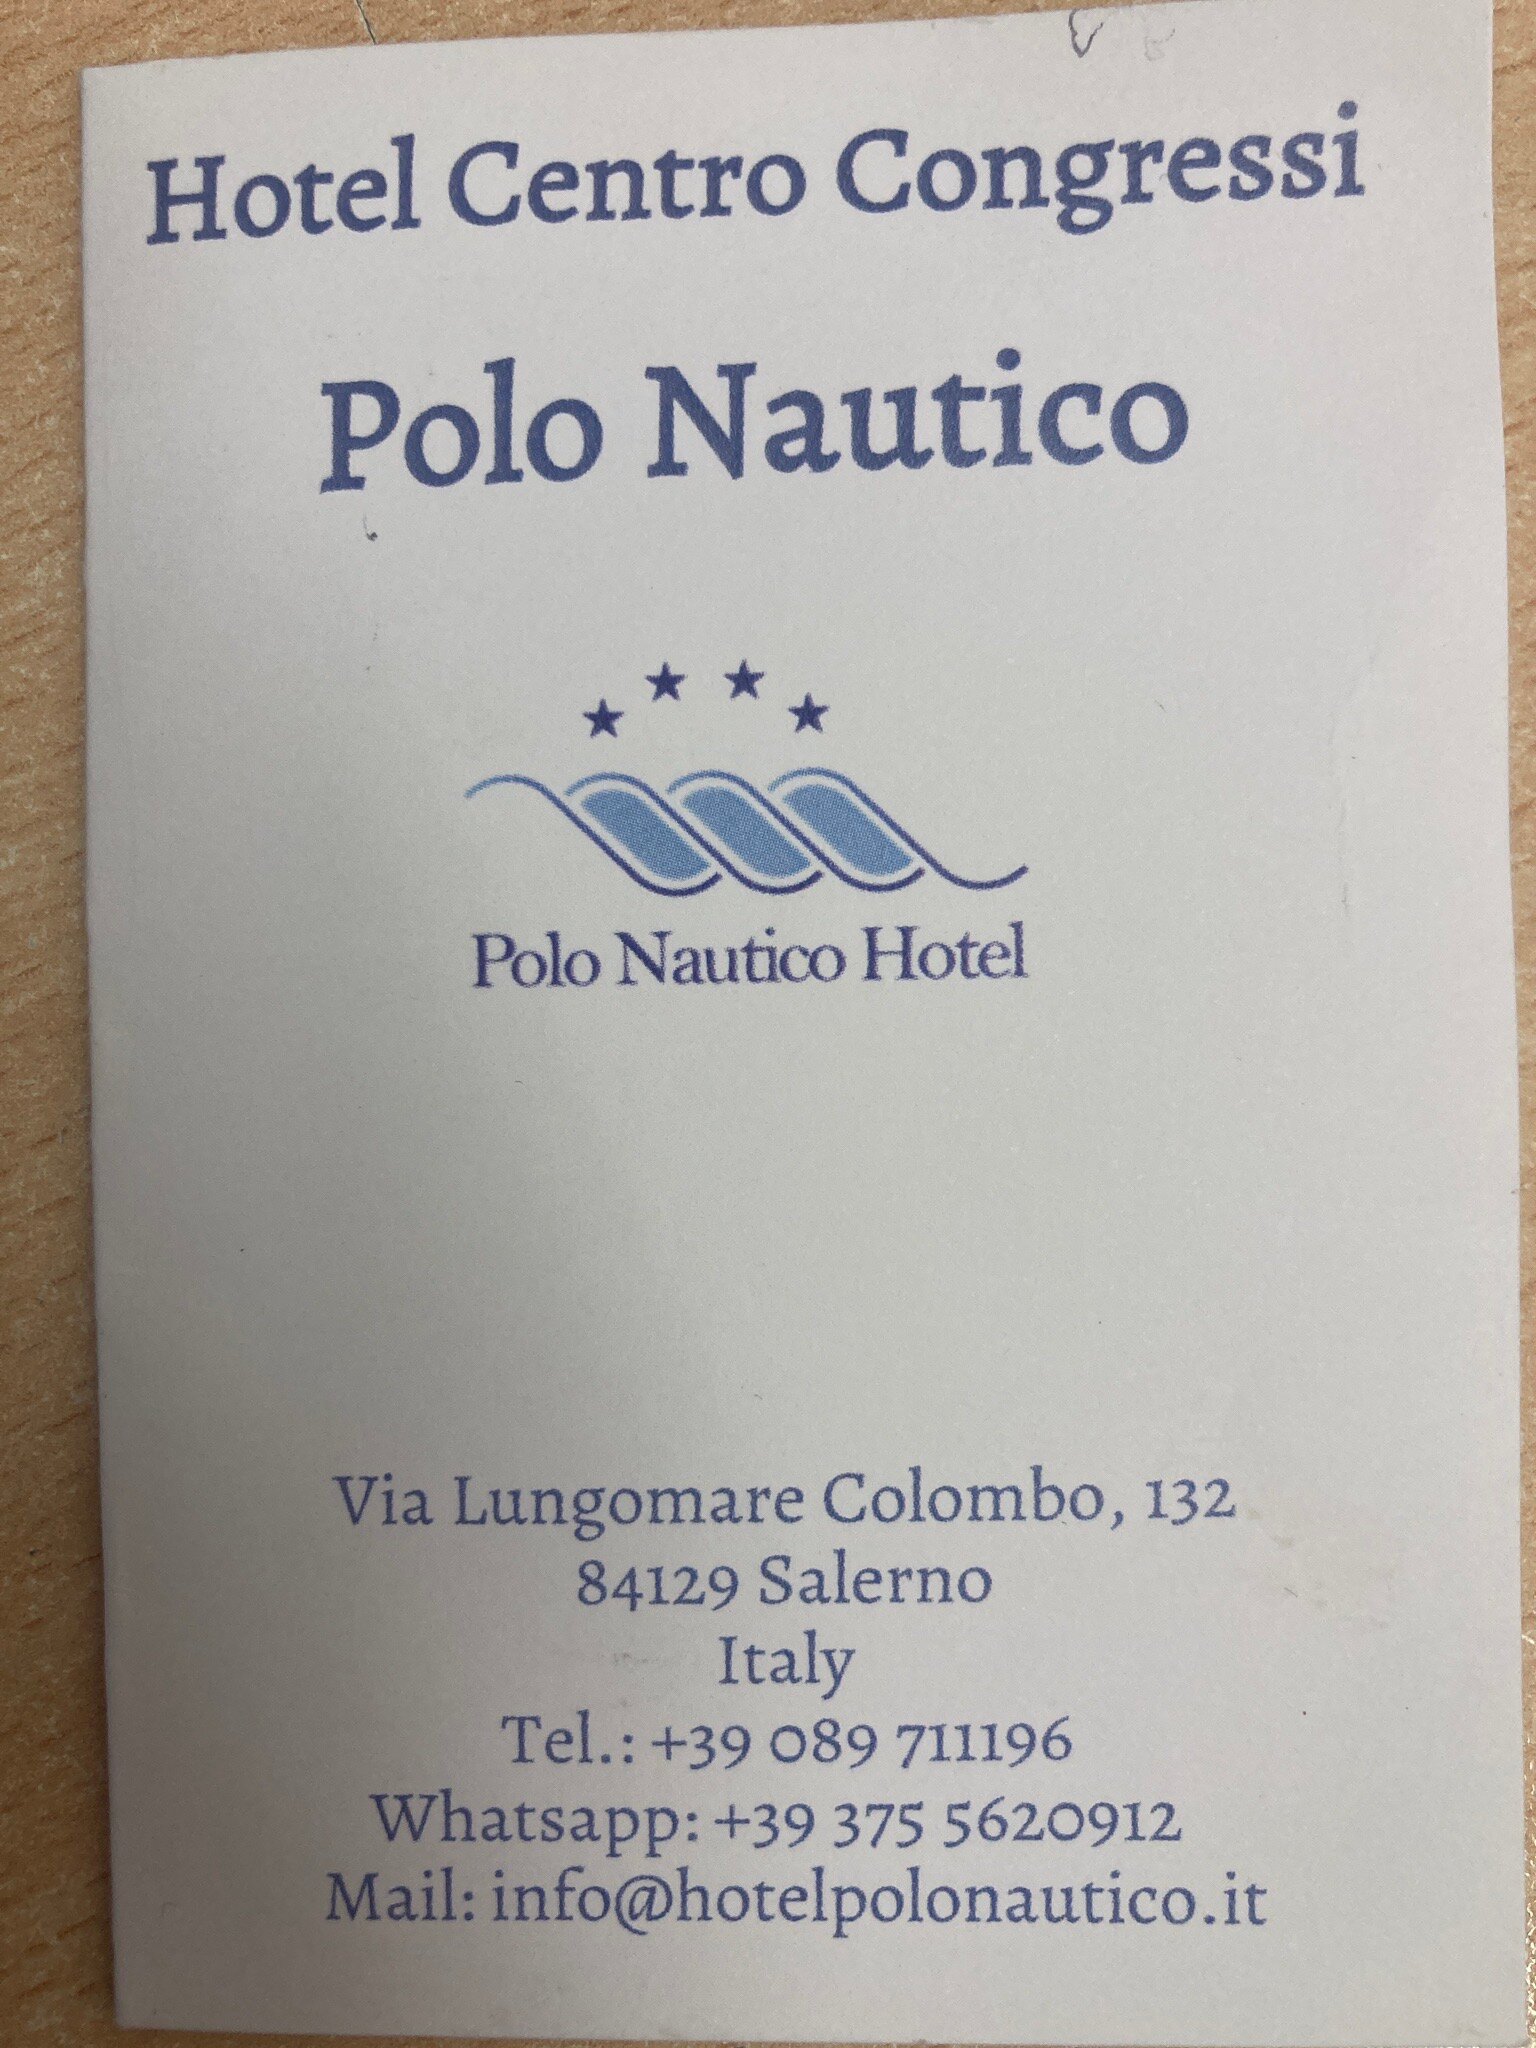 Hotel Centro Congressi
Polo Nautico
Polo Nautico Hotel
Via Lungomare Colombo, 132
84129 Salerno
Italy
Tel.: +39 089 711196
Whatsapp: +39 375 5620912
Mail: info@hotelpolonautico.it